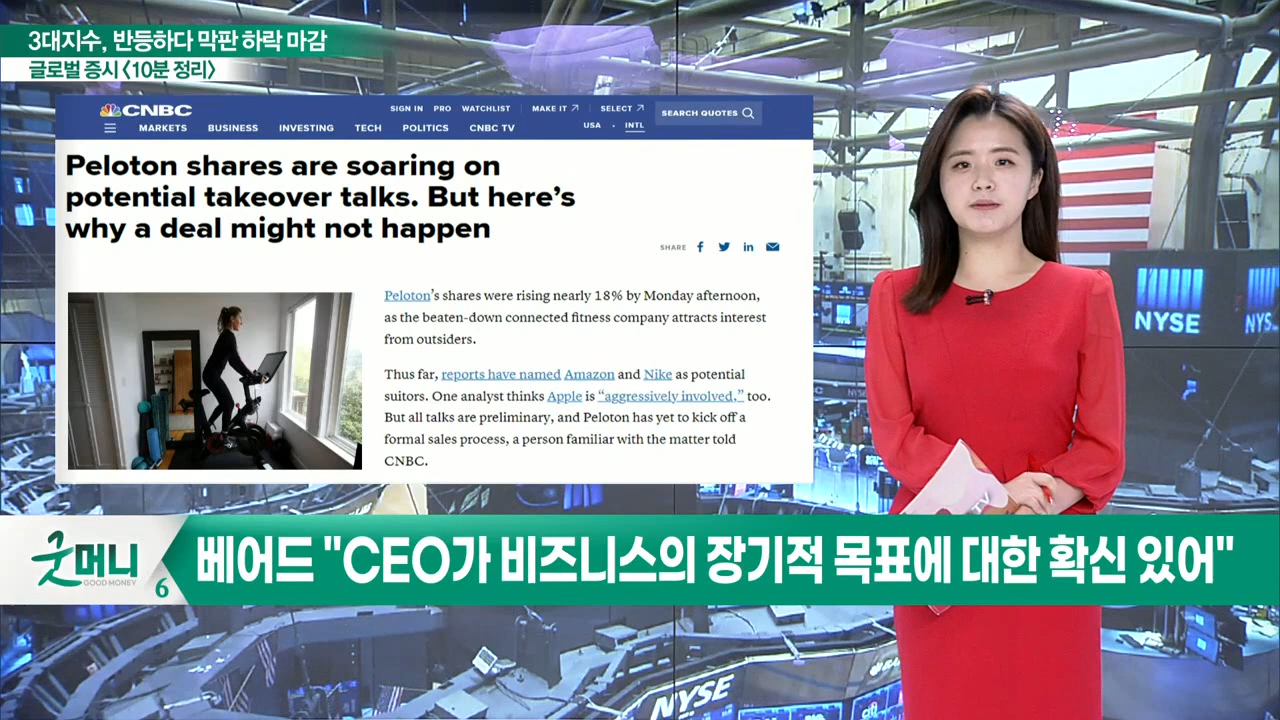 3대지수, 반등하다 막판 하락 마감
글로벌 증시 <10분 정리>
CNBC
SIGN IN PRO WATCHLIST MAKE IT SELECT
USA · INTL
SEARCH QUOTES
MARKETS BUSINESS INVESTING TECH POLITICS CNBC TV
Peloton shares are soaring on
potential takeover talks. But here's
why a deal might not happen
SHARE
Peloton's shares were rising nearly 18% by Monday afternoon,
as the beaten-down connected fitness company attracts interest
from outsiders.
Thus far, reports have named Amazon and Nike as potential
suitors. One analyst thinks Apple is "aggressively involved," too.
But all talks are preliminary, and Peloton has yet to kick off a
formal sales process, a person familiar with the matter told
CNBC.
NYSE
NYS
굿머니
GOOD MONEY
6
베어드 "CEO가 비즈니스의 장기적 목표에 대한 확신 있어"
NYSE
citi